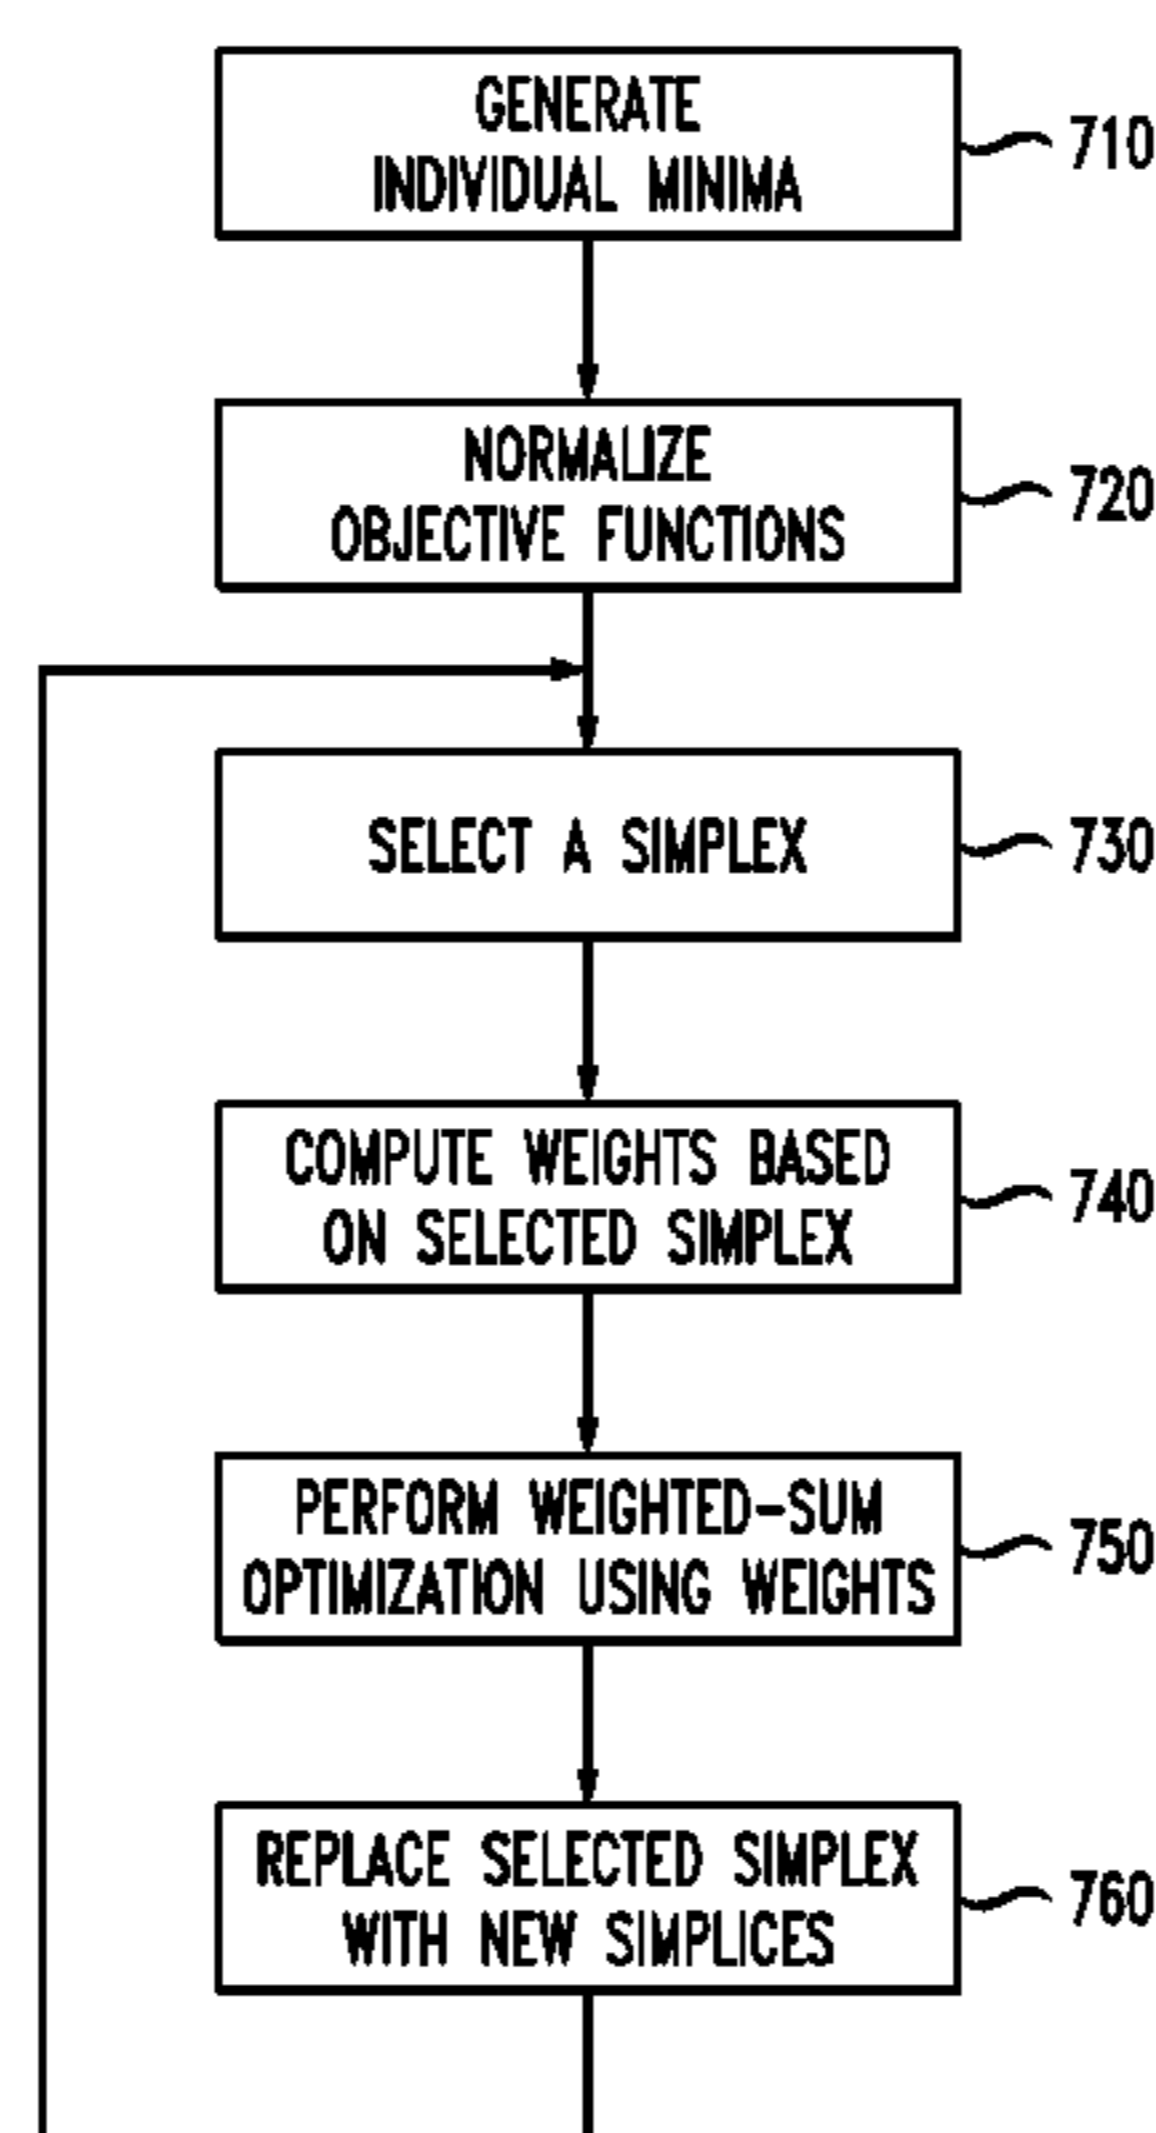 GENERATE
INDIVIDUAL MINIMA
710
NORMALIZE
OBJECTIVE FUNCTIONS
720
SELECT A SIMPLEX
730
COMPUTE WEIGHTS BASED
ON SELECTED SIMPLEX
740
PERFORM WEIGHTED-SUM
OPTIMIZATION USING WEIGHTS
750
REPLACE SELECTED SIMPLEX
WITH NEW SIMPLICES
760